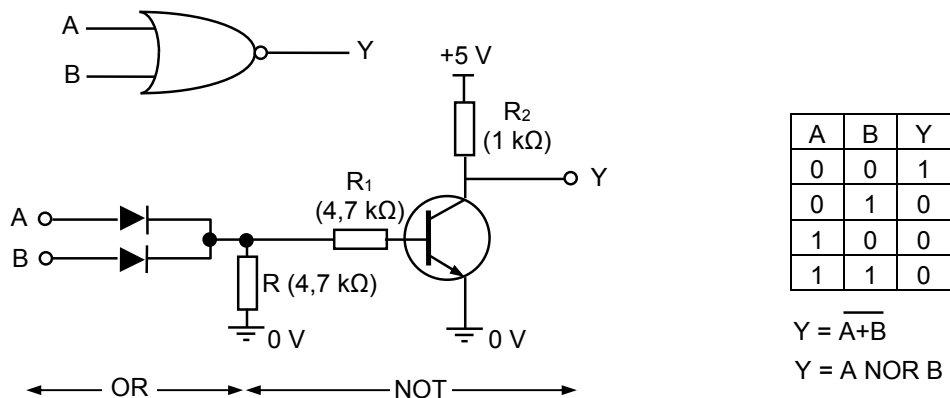 A
Y
B
+5 V
R₂
(1 kΩ)
R₁
(4,7 kΩ)
Y
A
B
R (4,7 kΩ)
0 V
0 V
OR
NOT
A B Y
0 0 1
0 1 0
1 0 0
1 1 0
Y = A̅+̅B̅
Y = A NOR B